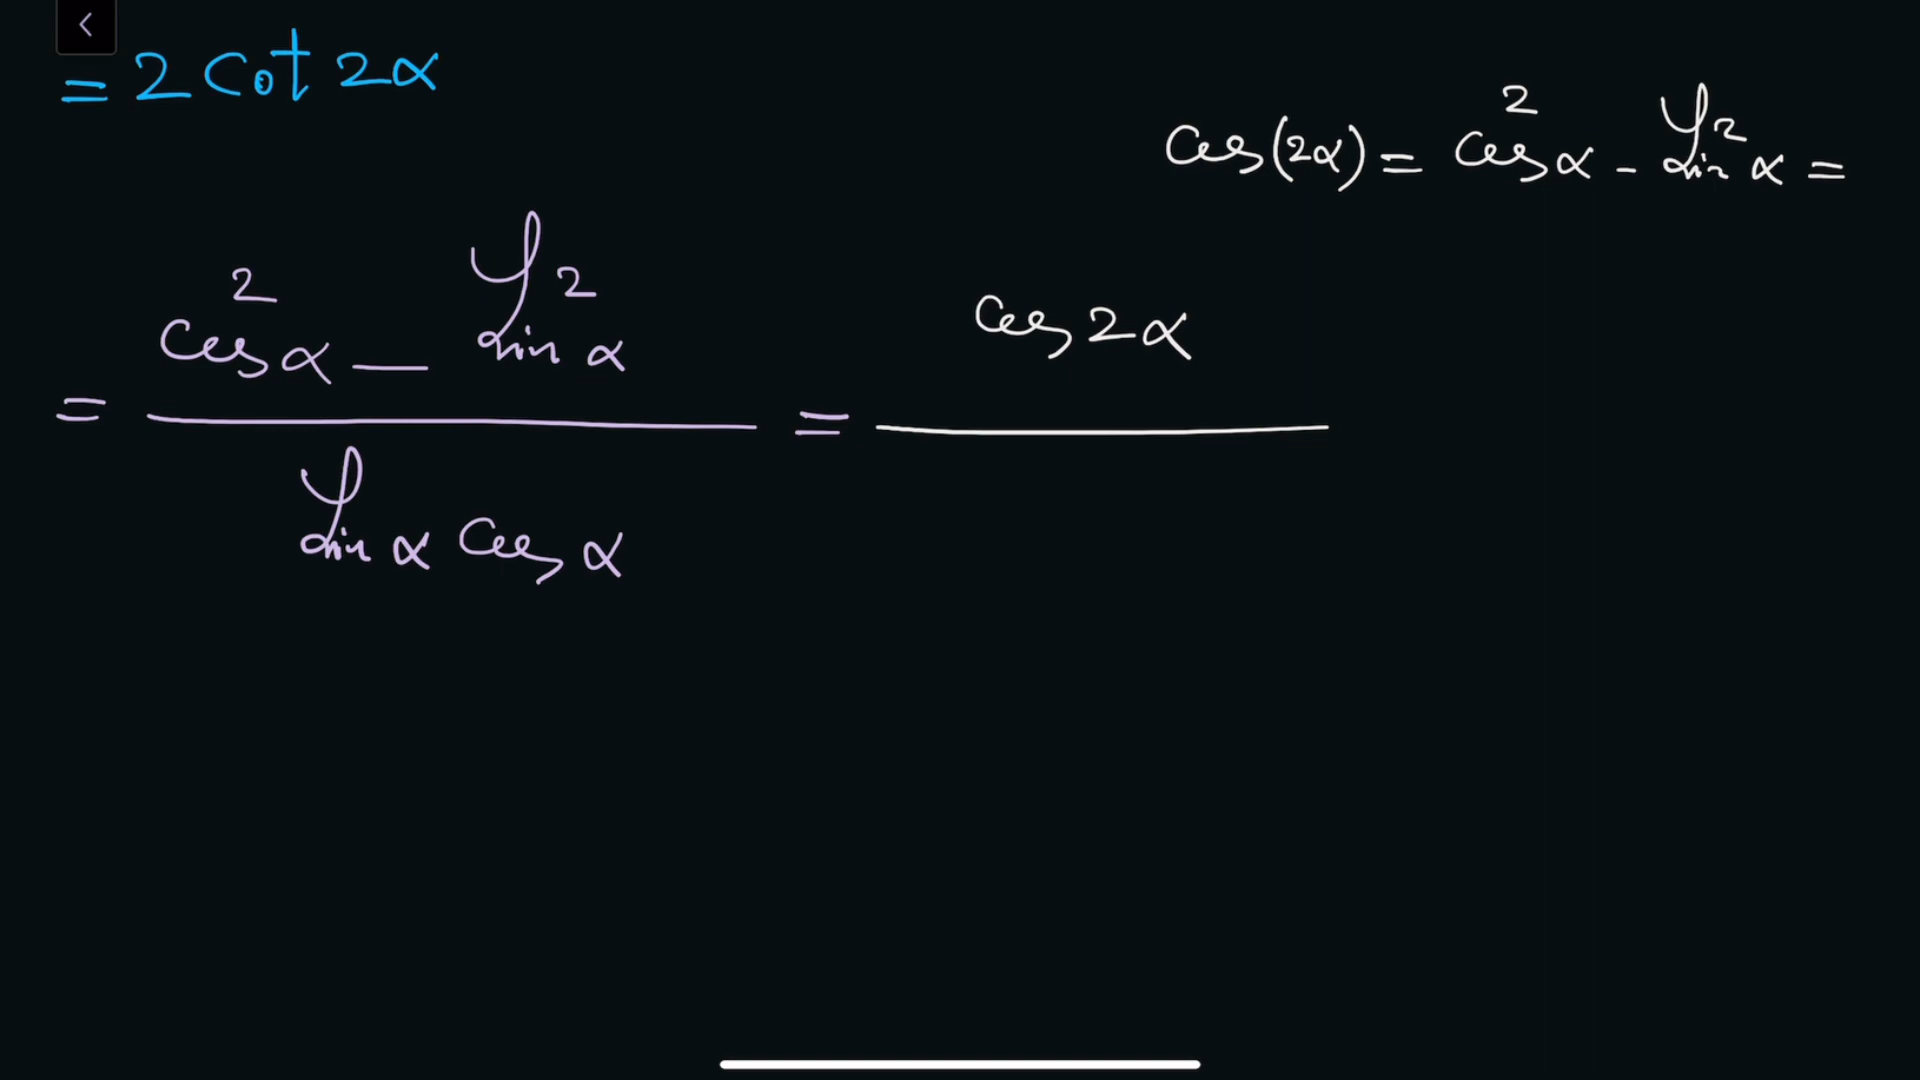 = 2 Cot 2α
Cos(2α) = Cos²α - Sin²α =
= (Cos²α - Sin²α) / (Sin α Cos α) = Cos 2α /